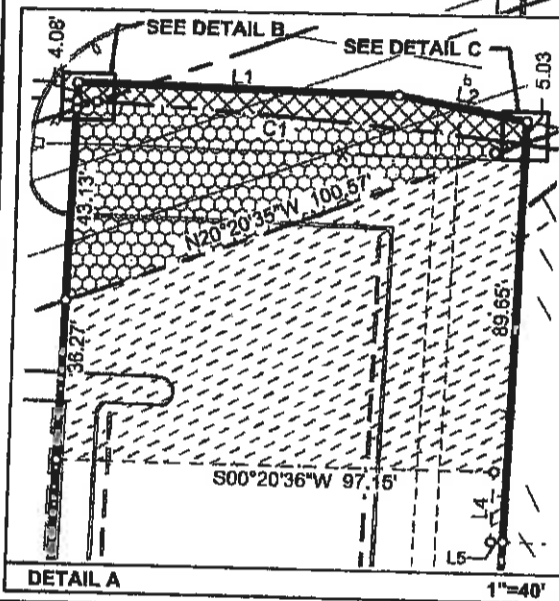 SEE DETAIL B
SEE DETAIL C
4.08'
5.03
L1
L2
C1
43.13'
N20°20'35"W 100.57'
36.27'
89.65'
S00°20'36"W 97.15'
L4
L5
DETAIL A
1"=40'